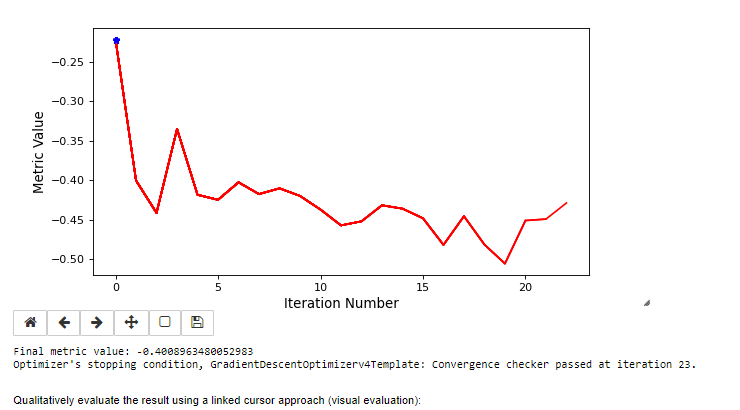 −0.25
−0.30
−0.35
−0.40
−0.45
−0.50
Metric Value
0 5 10 15 20
Iteration Number
Final metric value: -0.4008963480052983
Optimizer's stopping condition, GradientDescentOptimizerv4Template: Convergence checker passed at iteration 23.
Qualitatively evaluate the result using a linked cursor approach (visual evaluation):